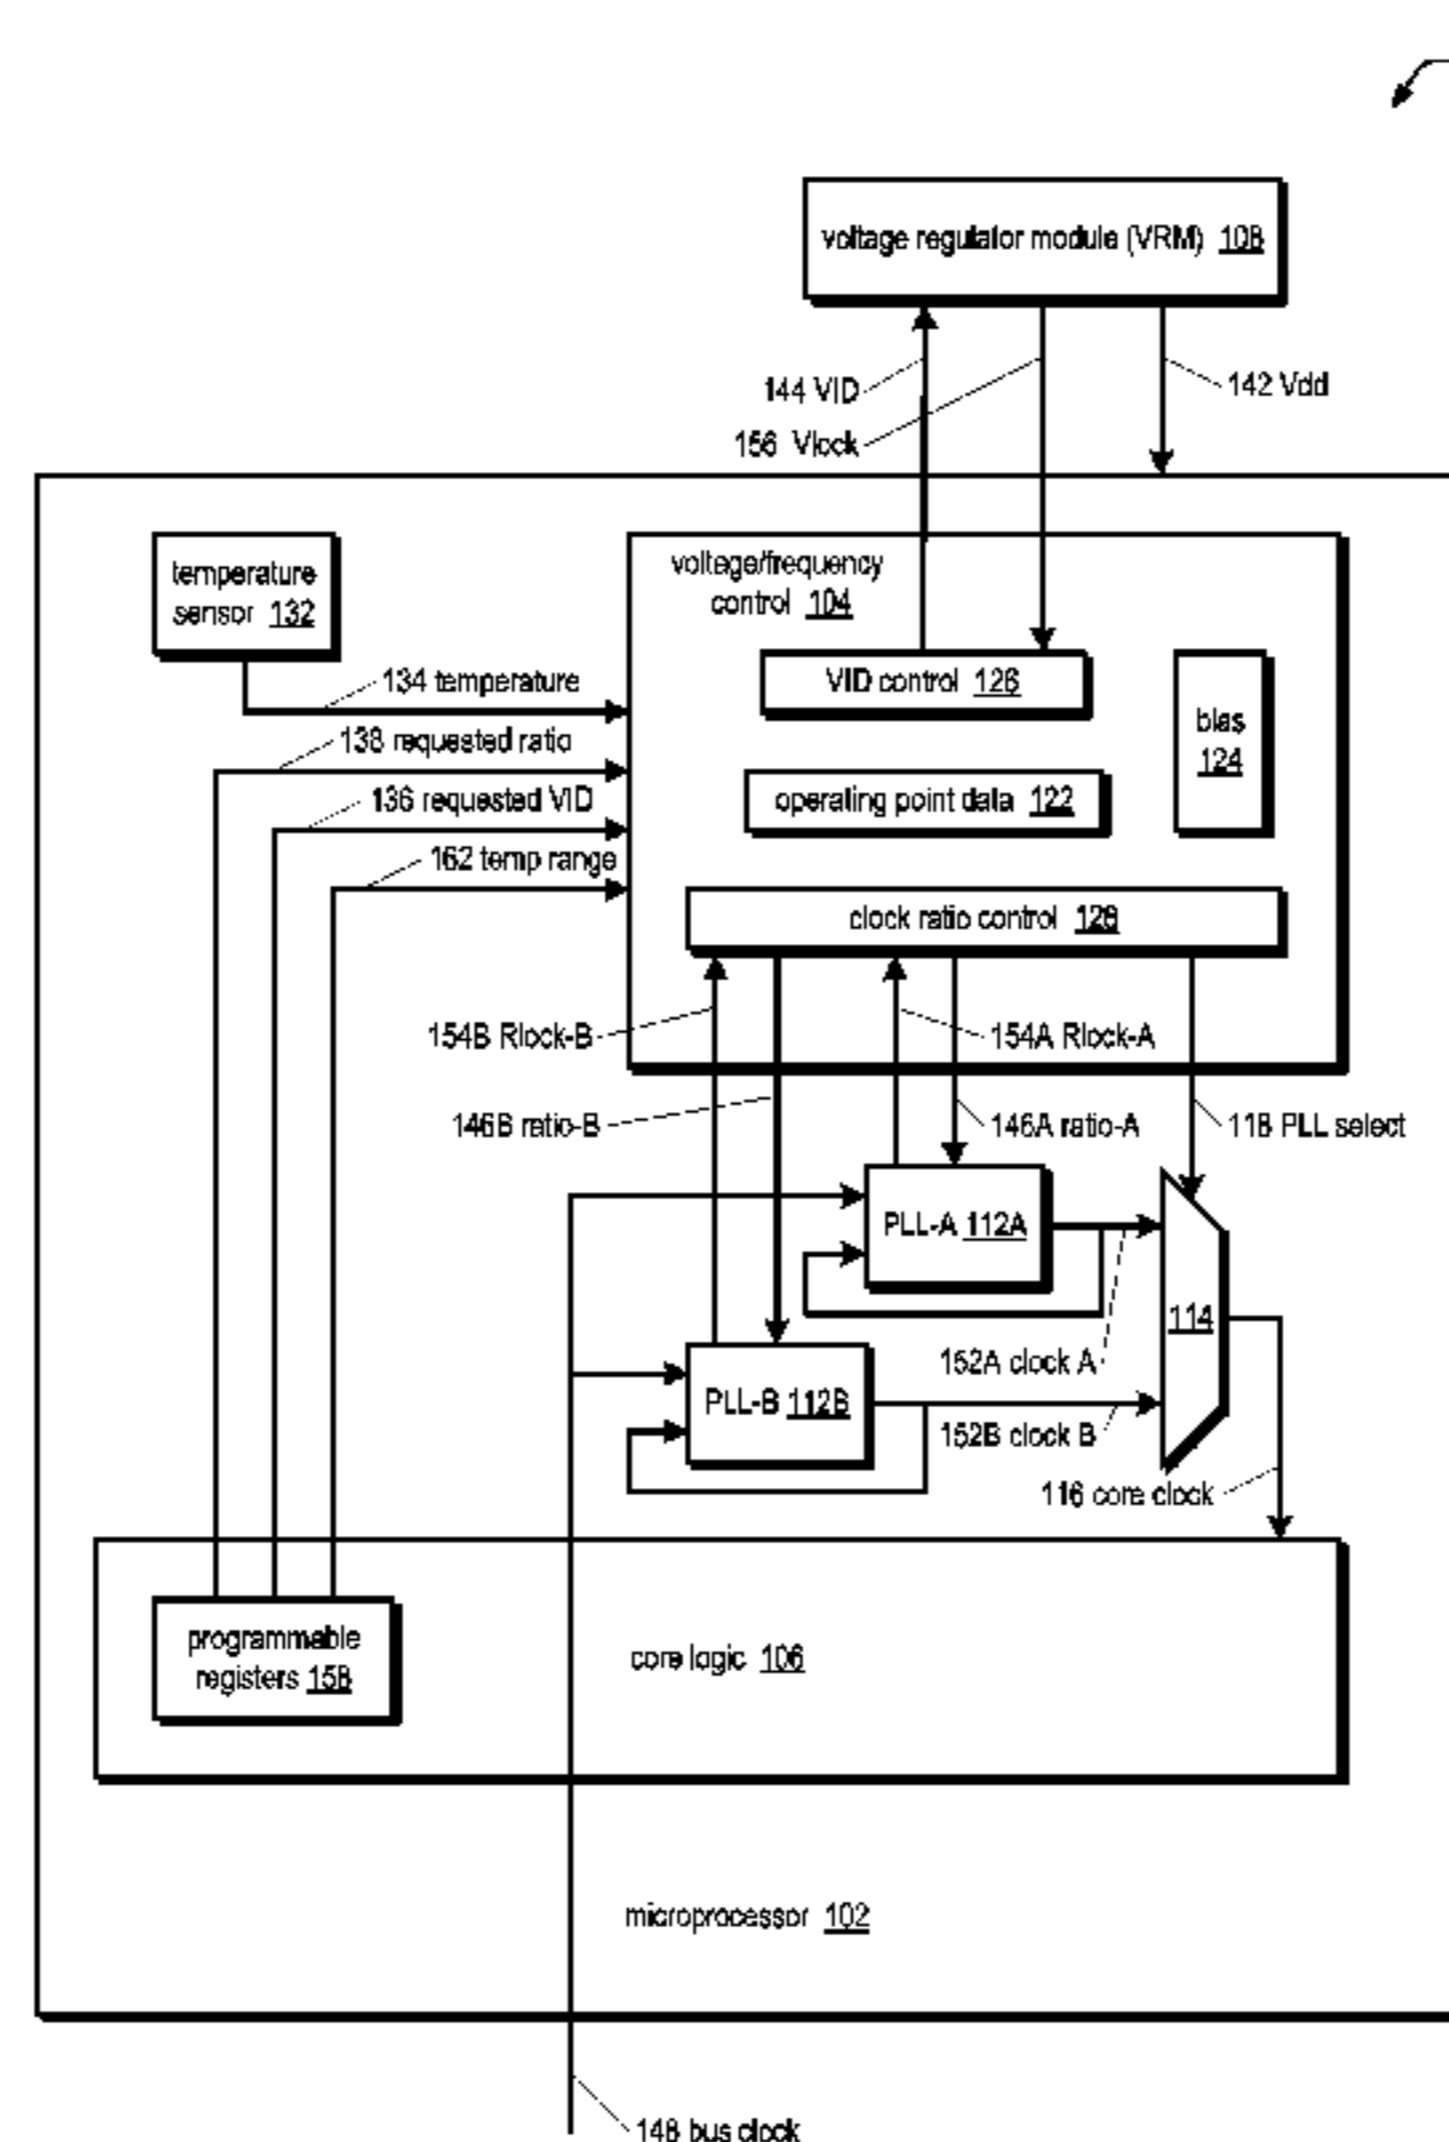 voltage regulator module (VRM) 108
144 VID
142 Vdd
156 Vlock
temperature
sensor 132
voltage/frequency
control 104
134 temperature
VID control 126
138 requested ratio
bias
124
136 requested VID
operating point data 122
162 temp range
clock ratio control 128
154B Rlock-B
154A Rlock-A
146B ratio-B
146A ratio-A
118 PLL select
PLL-A 112A
114
152A clock A
PLL-B 112B
152B clock B
116 core clock
programmable
registers 158
core logic 106
microprocessor 102
148 bus clock